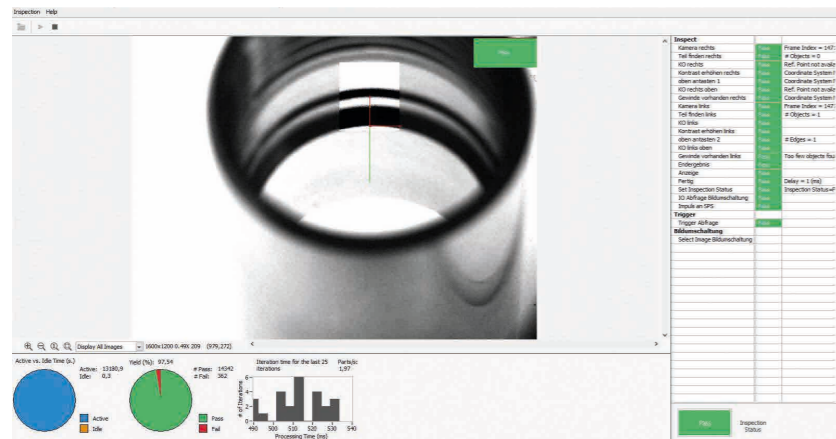 Inspection Help
Pass
Inspect
Kamera rechts Frame Index = 147
Teil finden rechts # Objects = 0
KO rechts Ref. Point not availa
Kontrast erhöhen rechts Coordinate System
oben antasten 1 Coordinate System
KO rechts oben Ref. Point not availa
Gewinde vorhanden rechts Coordinate System
Kamera links Frame Index = 147
Teil finden links # Objects = 1
KO links
Kontrast erhöhen links
oben antasten 2 # Edges = 1
KO links oben
Gewinde vorhanden links Too few objects fou
Endergebnis
Anzeige
Fertig Delay = 1 (ms)
Set Inspection Status Inspection Status=P
IO Abfrage Bildumschaltung
Impuls an SPS
Trigger
Trigger Abfrage
Bildumschaltung
Select Image Bildumschaltung
Display All Images 1600x1200 0.49X 209 (979,272)
Active vs. Idle Time (s.)
Active: 13180,9
Idle: 0,3
Active
Idle
Yield (%): 97,54
# Pass: 14342
# Fail: 362
Pass
Fail
Iteration time for the last 25 iterations
Parts/s:
1,97
# of Iterations
6
4
2
0
490 500 510 520 530 540
Processing Time (ms)
Pass
Inspection
Status